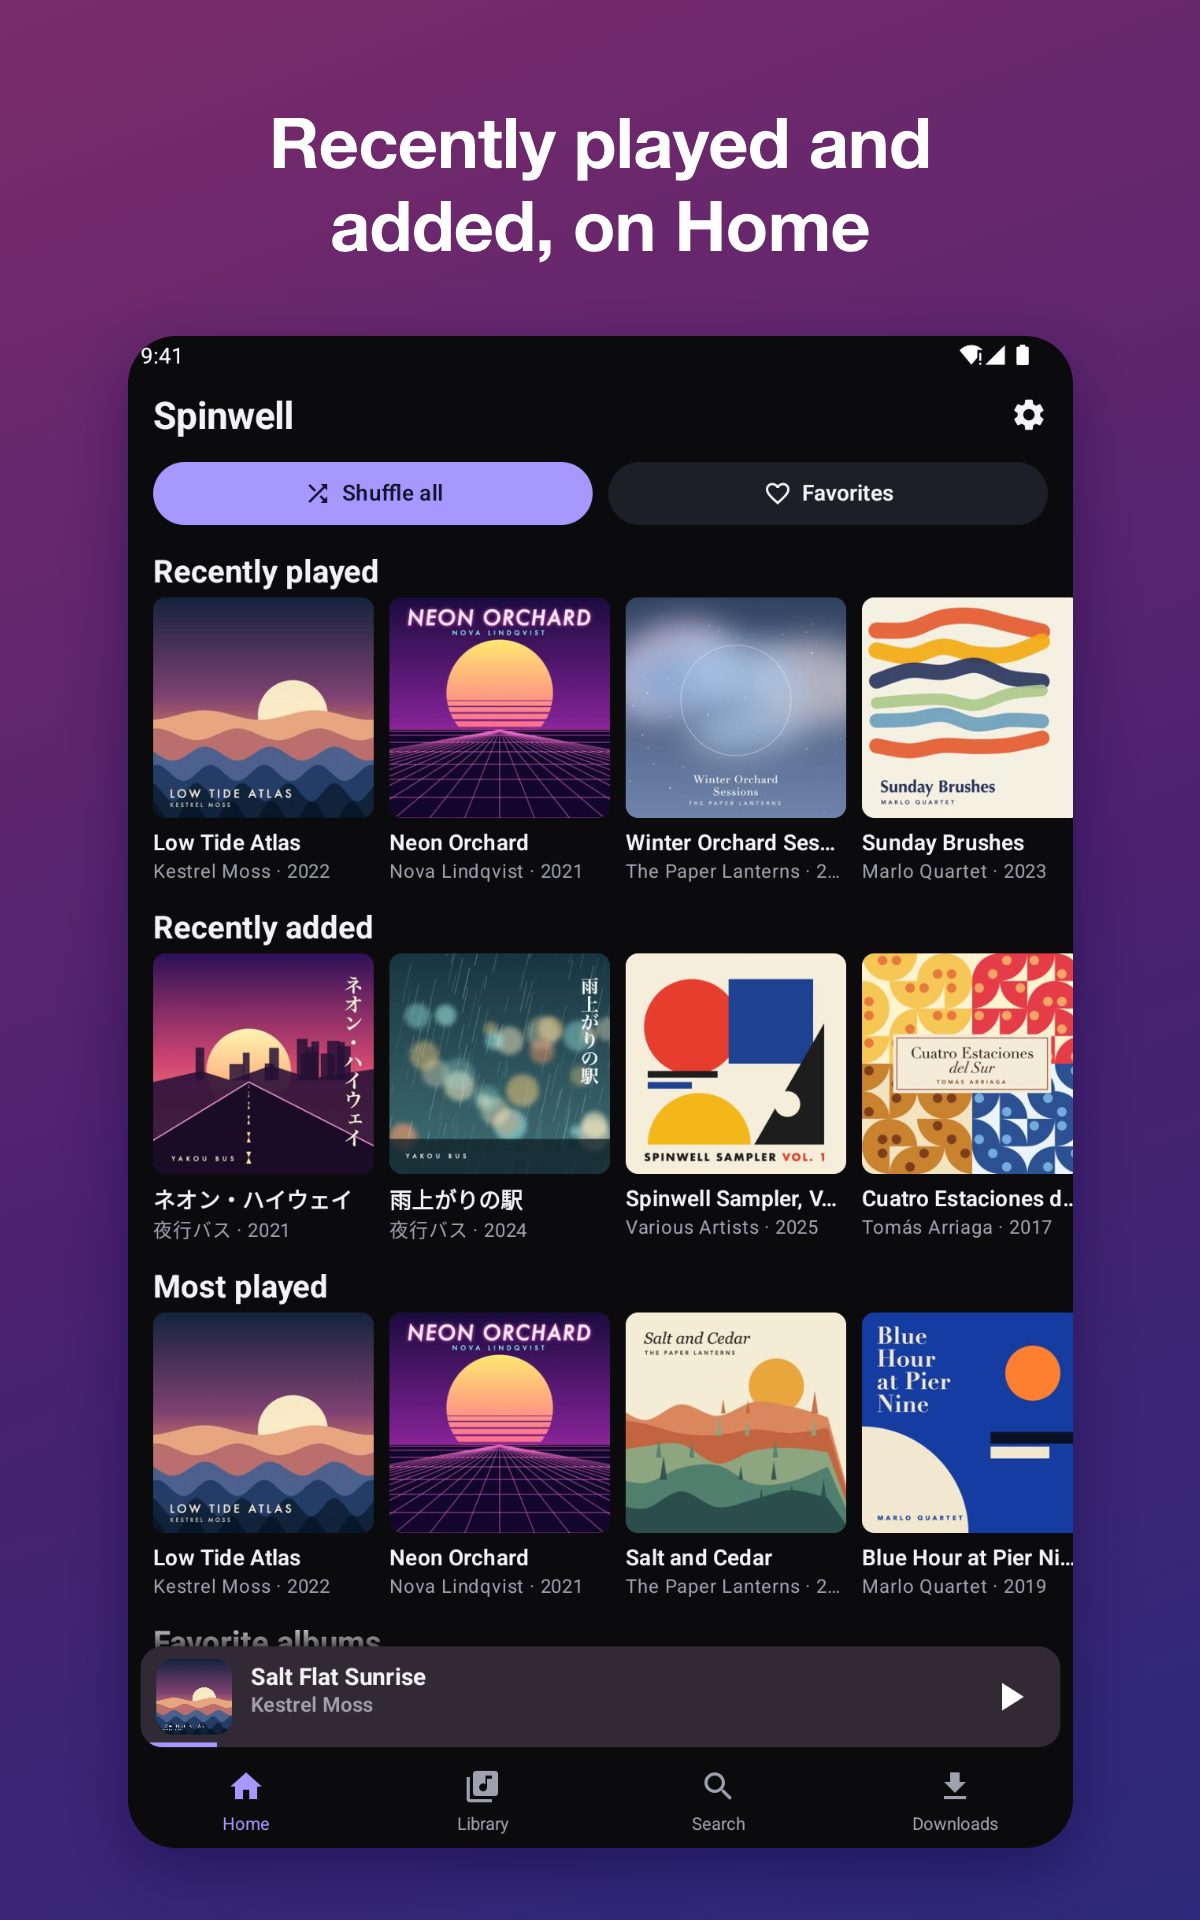 Recently played and
added, on Home
9:41
Spinwell
Shuffle all
Favorites
Recently played
LOW TIDE ATLAS
KESTREL MOSS
NEON ORCHARD
NOVA LINDQVIST
Winter Orchard
Sessions
THE PAPER LANTERNS
Sunday Brushes
MARLO QUARTET
Low Tide Atlas
Kestrel Moss · 2022
Neon Orchard
Nova Lindqvist · 2021
Winter Orchard Ses...
The Paper Lanterns · 2...
Sunday Brushes
Marlo Quartet · 2023
Recently added
ネオン・ハイウェイ
YAKOU BUS
雨上がりの駅
YAKOU BUS
SPINWELL SAMPLER VOL. 1
Cuatro Estaciones
del Sur
TOMÁS ARRIAGA
ネオン・ハイウェイ
夜行バス · 2021
雨上がりの駅
夜行バス · 2024
Spinwell Sampler, V...
Various Artists · 2025
Cuatro Estaciones d...
Tomás Arriaga · 2017
Most played
LOW TIDE ATLAS
KESTREL MOSS
NEON ORCHARD
NOVA LINDQVIST
Salt and Cedar
THE PAPER LANTERNS
Blue
Hour
at Pier
Nine
MARLO QUARTET
Low Tide Atlas
Kestrel Moss · 2022
Neon Orchard
Nova Lindqvist · 2021
Salt and Cedar
The Paper Lanterns · 2...
Blue Hour at Pier Ni...
Marlo Quartet · 2019
Favorite albums
Salt Flat Sunrise
Kestrel Moss
Home
Library
Search
Downloads